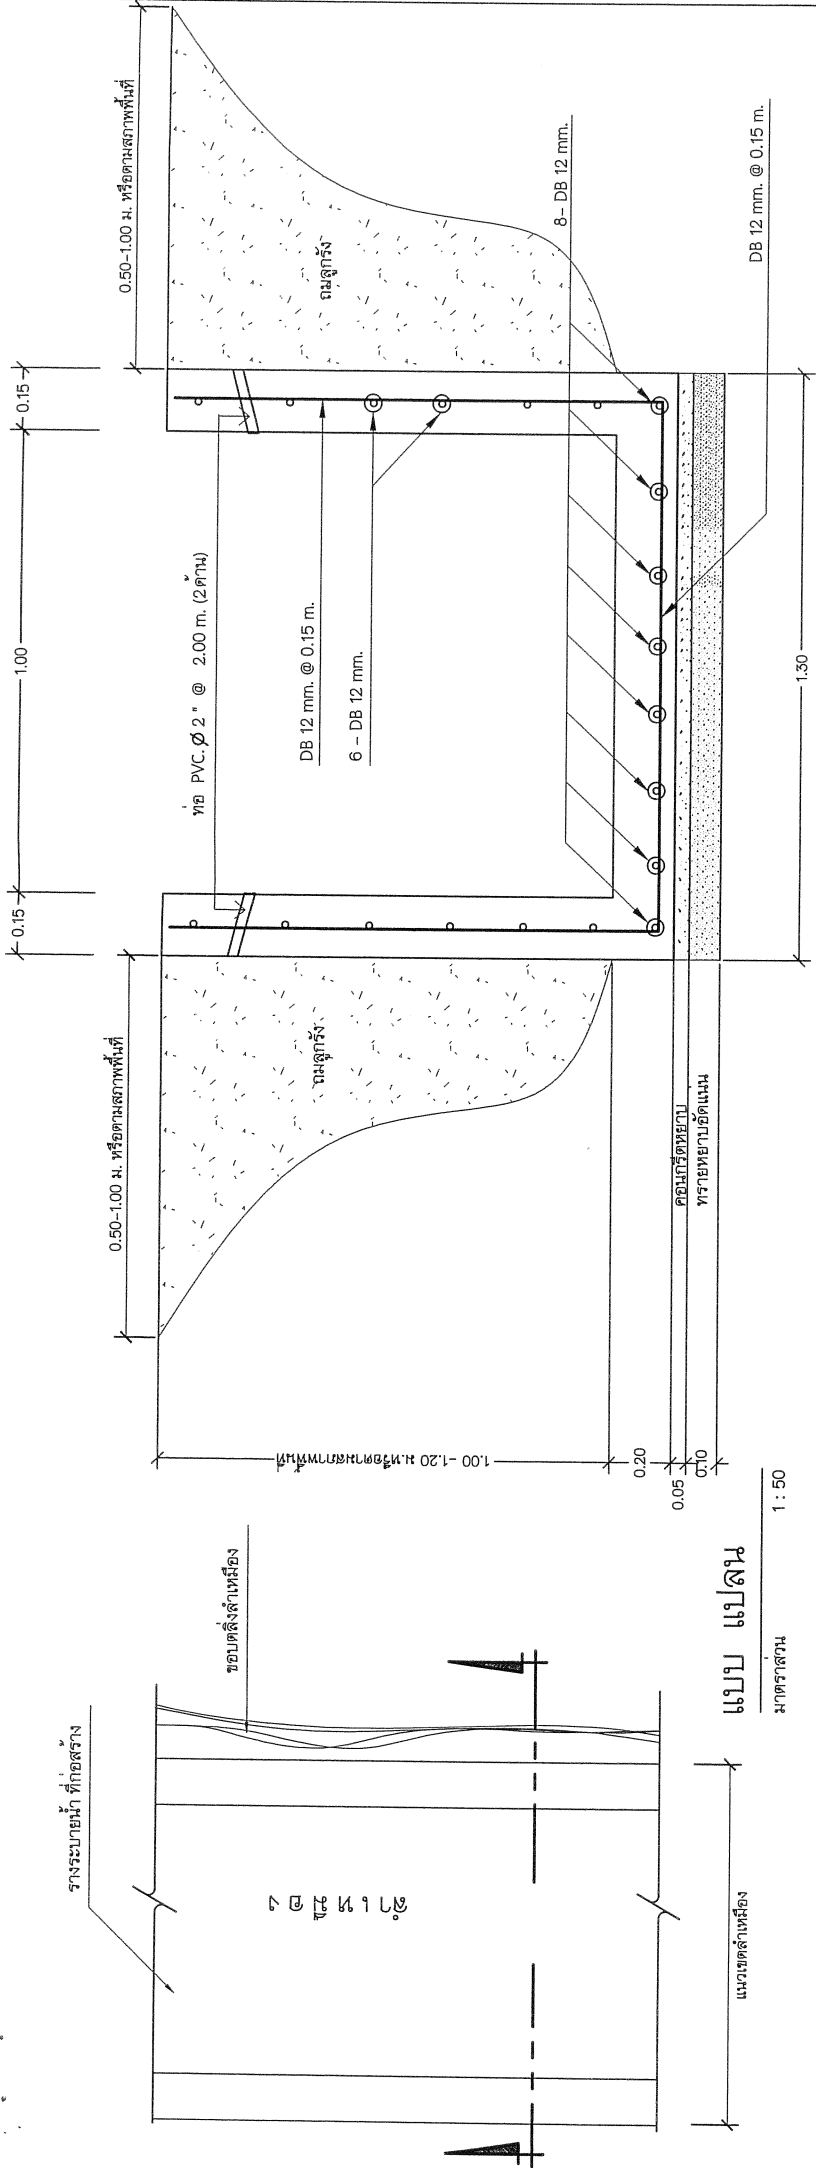 0.50-1.00 ม. หรือตามสภาพพื้นที่
0.15
1.00
0.15
0.50-1.00 ม. หรือตามสภาพพื้นที่
ท่อ PVC. Ø 2 " @ 2.00 m. (2ด้าน)
ถมลูกรัง
ถมลูกรัง
DB 12 mm. @ 0.15 m.
6 - DB 12 mm.
8- DB 12 mm.
DB 12 mm. @ 0.15 m.
1.00 -1.20 ม.หรือตามสภาพพื้นที่
0.20
0.05
0.10
คอนกรีตหยาบ
ทรายหยาบอัดแน่น
1.30
รางระบายน้ำ ที่ก่อสร้าง
ขอบตลิ่งลำเหมือง
ลำเหมือง
แนวเขตลำเหมือง
แบบ แปลน
มาตราส่วน 1 : 50